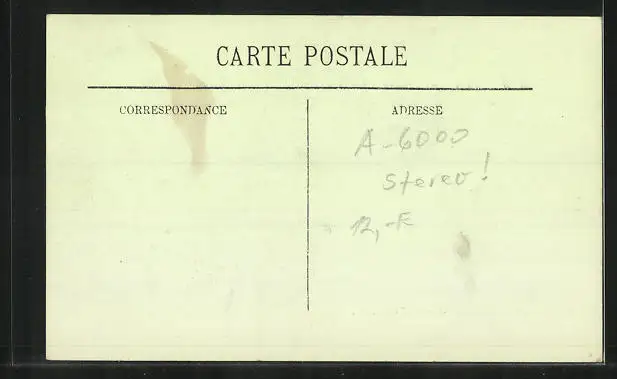 CARTE POSTALE
CORRESPONDANCE
ADRESSE
A-6000
Stereo!
12,-E